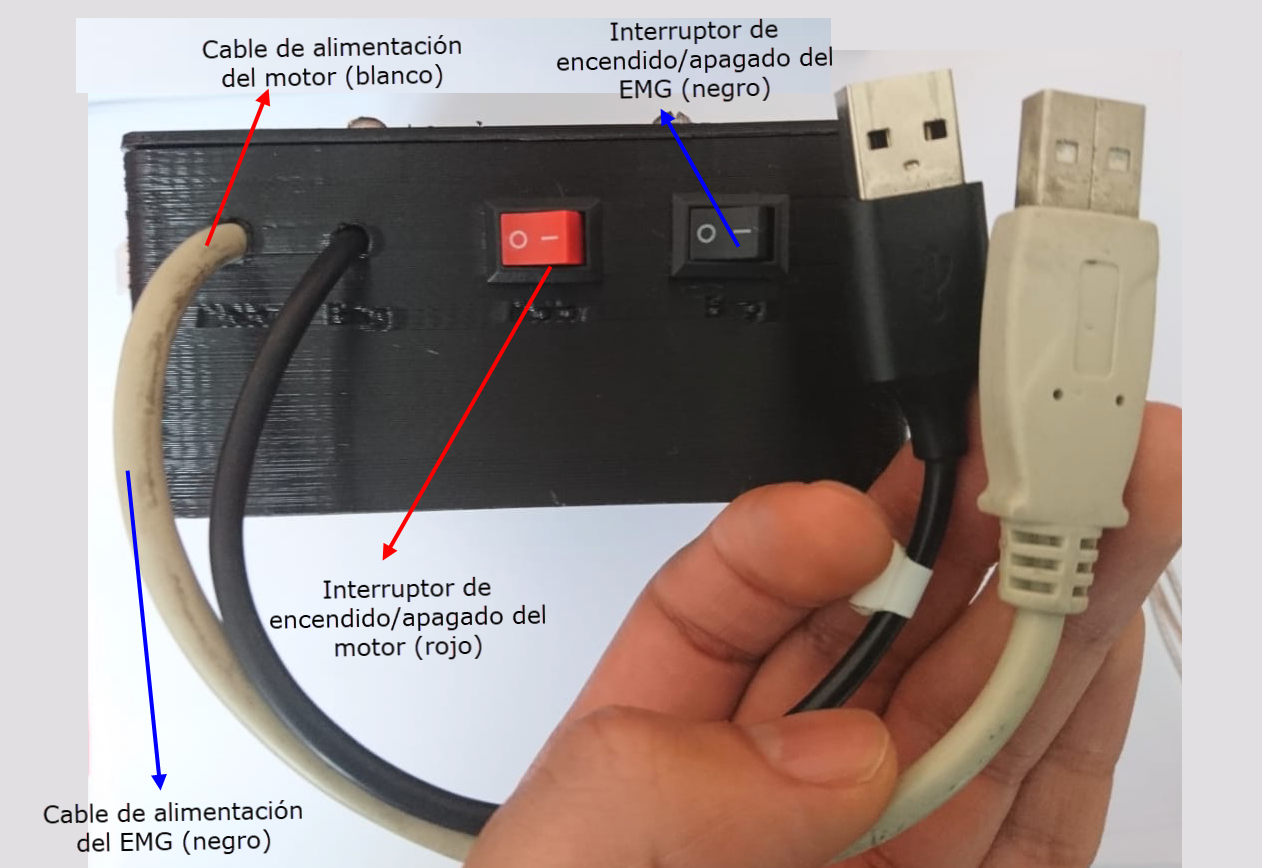 Cable de alimentación
del motor (blanco)
Interruptor de
encendido/apagado del
EMG (negro)
Interruptor de
encendido/apagado del
motor (rojo)
Cable de alimentación
del EMG (negro)